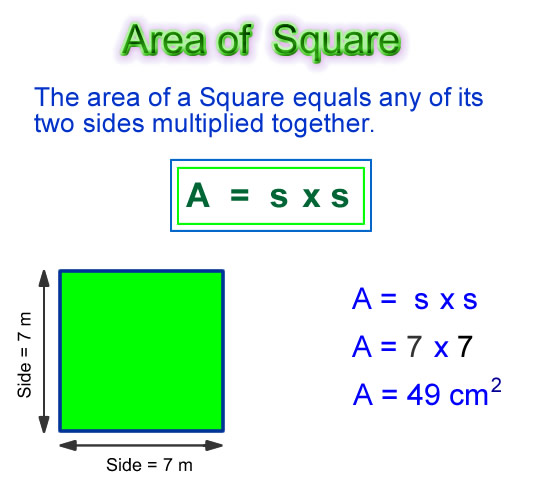 Area of Square
The area of a Square equals any of its
two sides multiplied together.
A = s x s
Side = 7 m
Side = 7 m
A = s x s
A = 7 x 7
A = 49 cm²